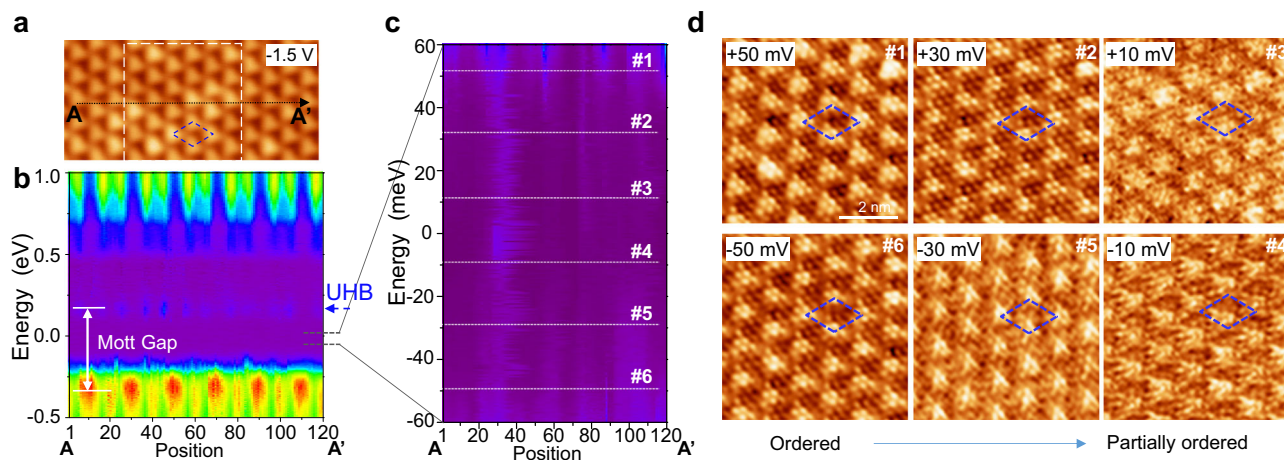 a
-1.5 V
A
A'
b
1.0
0.5
0.0
-0.5
Energy (eV)
Mott Gap
UHB
1
20
40
60
80
100
120
A
Position
A'
c
60
40
20
0
-20
-40
-60
Energy (meV)
#1
#2
#3
#4
#5
#6
1
20
40
60
80
100
120
A
Position
A'
d
+50 mV
#1
2 nm
+30 mV
#2
+10 mV
#3
-50 mV
#6
-30 mV
#5
-10 mV
#4
Ordered
Partially ordered